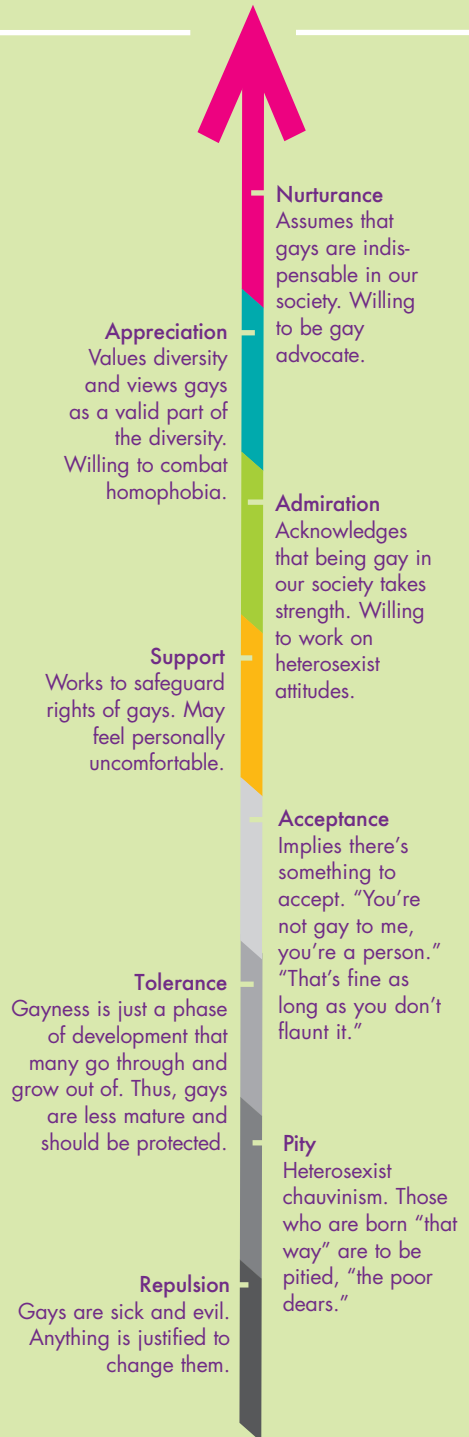 Nurturance
Assumes that
gays are indis-
pensable in our
society. Willing
to be gay
advocate.
Appreciation
Values diversity
and views gays
as a valid part of
the diversity.
Willing to combat
homophobia.
Admiration
Acknowledges
that being gay in
our society takes
strength. Willing
to work on
heterosexist
attitudes.
Support
Works to safeguard
rights of gays. May
feel personally
uncomfortable.
Acceptance
Implies there’s
something to
accept. “You’re
not gay to me,
you’re a person.”
“That’s fine as
long as you don’t
flaunt it.”
Tolerance
Gayness is just a phase
of development that
many go through and
grow out of. Thus, gays
are less mature and
should be protected.
Pity
Heterosexist
chauvinism. Those
who are born “that
way” are to be
pitied, “the poor
dears.”
Repulsion
Gays are sick and evil.
Anything is justified to
change them.